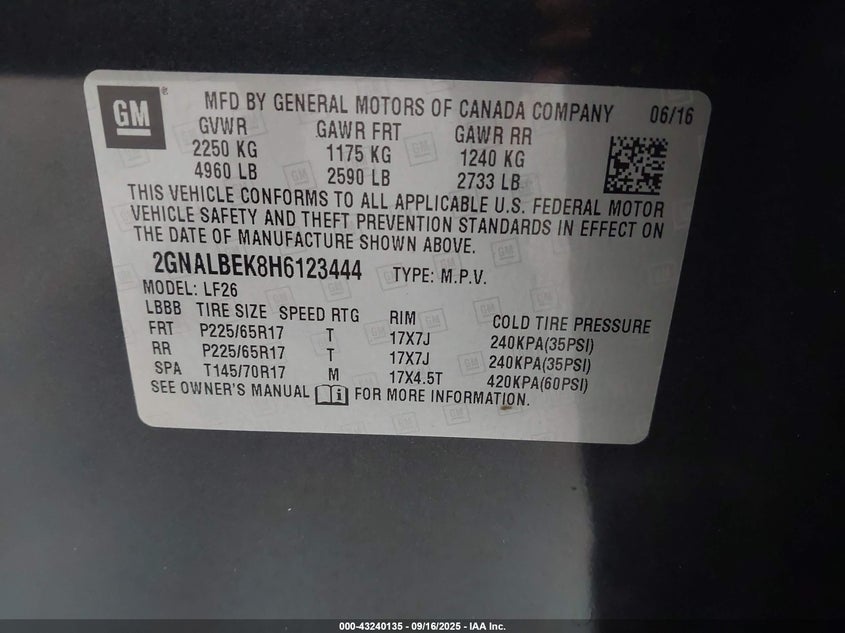 GM ® MFD BY GENERAL MOTORS OF CANADA COMPANY 06/16
GVWR GAWR FRT GAWR RR
2250 KG 1175 KG 1240 KG
4960 LB 2590 LB 2733 LB
THIS VEHICLE CONFORMS TO ALL APPLICABLE U.S. FEDERAL MOTOR
VEHICLE SAFETY AND THEFT PREVENTION STANDARDS IN EFFECT ON
THE DATE OF MANUFACTURE SHOWN ABOVE.
2GNALBEK8H6123444 TYPE: M.P.V.
MODEL: LF26
LBBB TIRE SIZE SPEED RTG RIM COLD TIRE PRESSURE
FRT P225/65R17 T 17X7J 240KPA(35PSI)
RR P225/65R17 T 17X7J 240KPA(35PSI)
SPA T145/70R17 M 17X4.5T 420KPA(60PSI)
SEE OWNER'S MANUAL i FOR MORE INFORMATION.
000-43240135 - 09/16/2025 - IAA Inc.